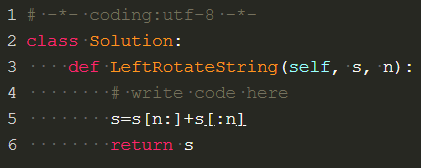 1 # -*- coding:utf-8 -*-
2 class Solution:
3     def LeftRotateString(self, s, n):
4         # write code here
5         s=s[n:]+s[:n]
6         return s